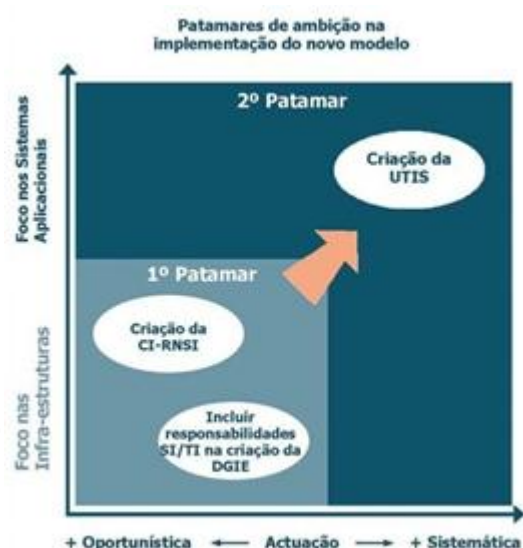 Patamares de ambição na
implementação do novo modelo
Foco nos Sistemas
Aplicacionais
2º Patamar
Criação da
UTIS
1º Patamar
Criação da
CI-RNSI
Foco nas
Infra-estruturas
Incluir
responsabilidades
SI/TI na criação da
DGIE
+ Oportunística ← Actuação → + Sistemática